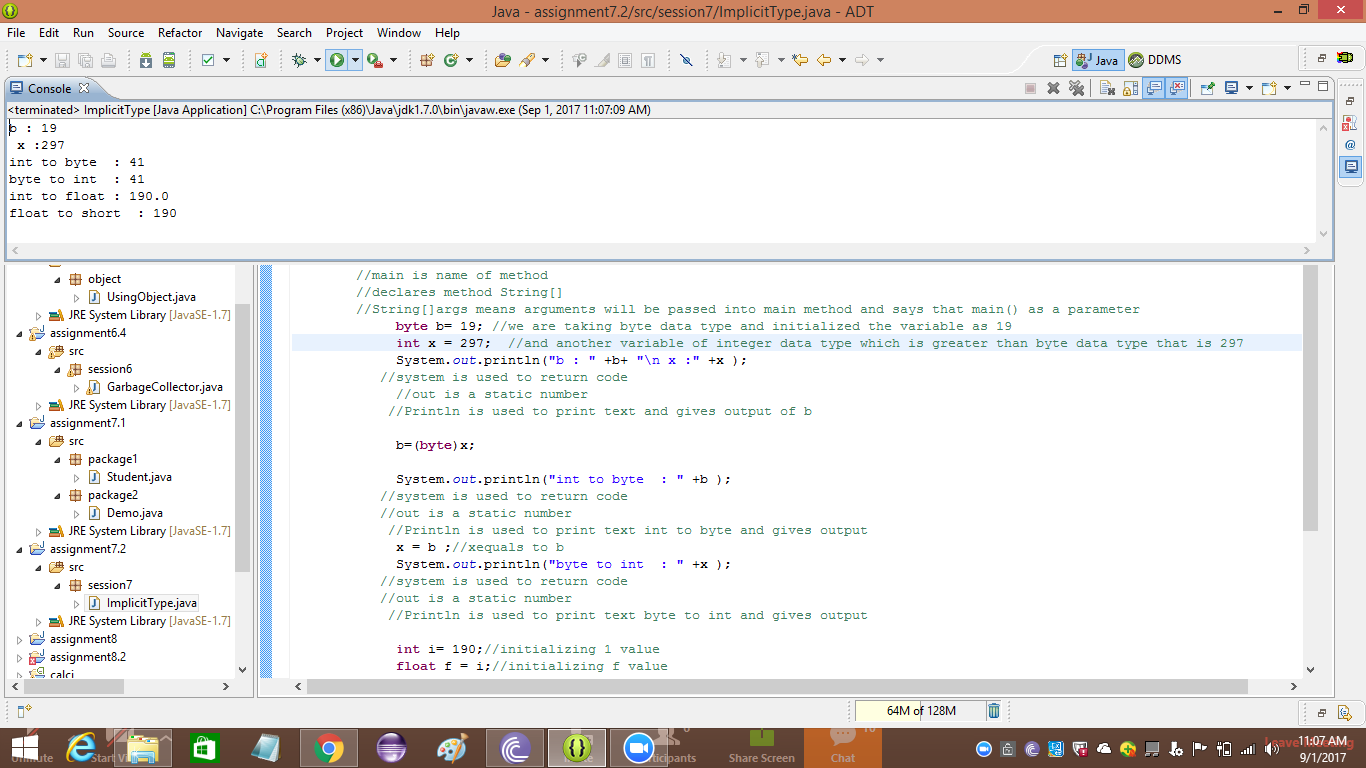 Java - assignment7.2/src/session7/ImplicitType.java - ADT
File Edit Run Source Refactor Navigate Search Project Window Help
Java DDMS
Console
<terminated> ImplicitType [Java Application] C:\Program Files (x86)\Java\jdk1.7.0\bin\javaw.exe (Sep 1, 2017 11:07:09 AM)
b : 19
x :297
int to byte  : 41
byte to int  : 41
int to float : 190.0
float to short  : 190
object
UsingObject.java
JRE System Library [JavaSE-1.7]
assignment6.4
src
session6
GarbageCollector.java
JRE System Library [JavaSE-1.7]
assignment7.1
src
package1
Student.java
package2
Demo.java
JRE System Library [JavaSE-1.7]
assignment7.2
src
session7
ImplicitType.java
JRE System Library [JavaSE-1.7]
assignment8
assignment8.2
calci
//main is name of method
//declares method String[]
//String[]args means arguments will be passed into main method and says that main() as a parameter
byte b= 19; //we are taking byte data type and initialized the variable as 19
int x = 297;  //and another variable of integer data type which is greater than byte data type that is 297
System.out.println("b : " +b+ "\n x :" +x );
//system is used to return code
//out is a static number
//Println is used to print text and gives output of b
b=(byte)x;
System.out.println("int to byte  : " +b );
//system is used to return code
//out is a static number
//Println is used to print text int to byte and gives output
x = b ;//xequals to b
System.out.println("byte to int  : " +x );
//system is used to return code
//out is a static number
//Println is used to print text byte to int and gives output
int i= 190;//initializing 1 value
float f = i;//initializing f value
64M of 128M
Unmute Start Vi Participants 0 Share Screen Chat 10 Leave Meeting
11:07 AM
9/1/2017